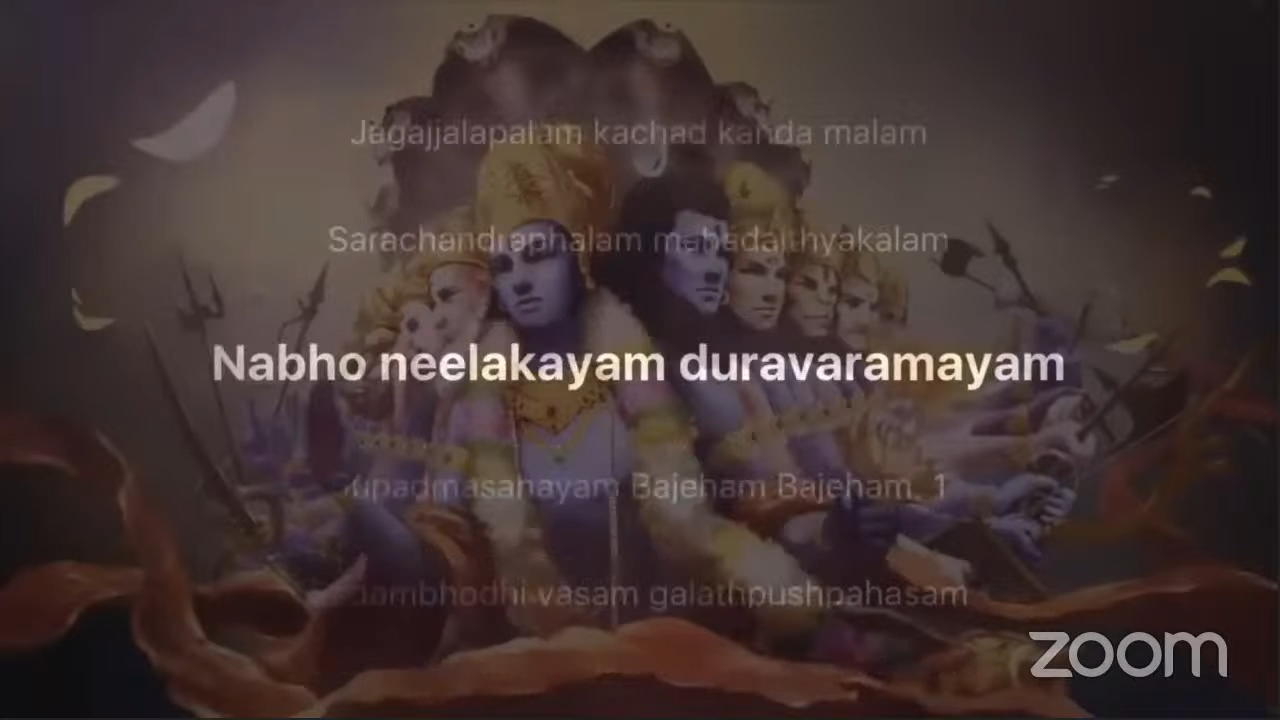 Jagajjalapalam kachad kanda malam
Sarachandraphalam mahadaithyakalam
Nabho neelakayam duravaramayam
Bajeham Bajeham. 1
vasam galathpushpahasam
zoom